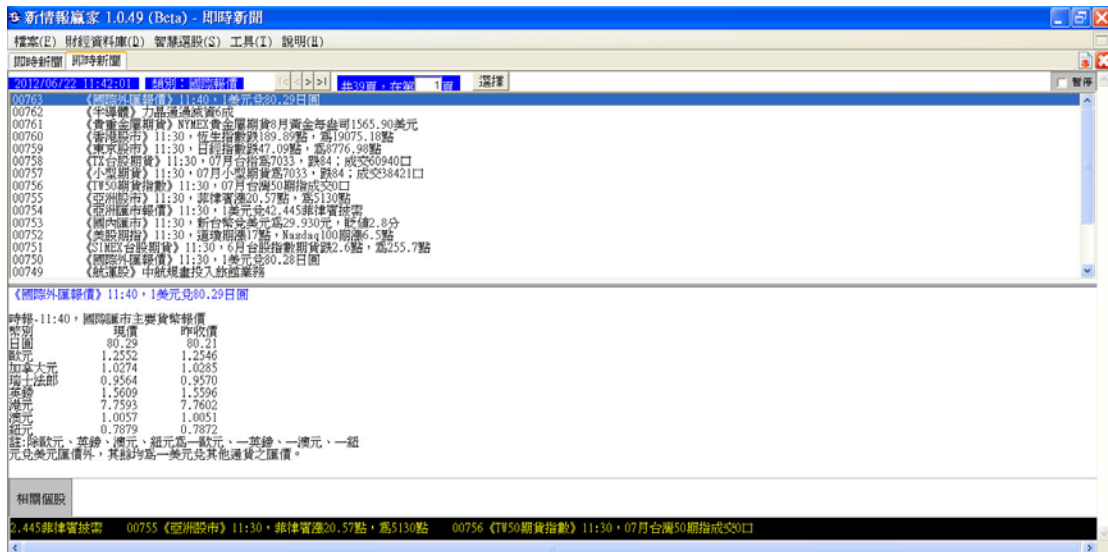 新情報贏家 1.0.49 (Beta) - 即時新聞
檔案(F) 財經資料庫(D) 智慧選股(S) 工具(T) 說明(H)
即時新聞 即時新聞
2012/06/22 11:42:01 類別：國際報價 |< < > >| 共39頁，在第 1頁 選擇 暫停
00763 《國際外匯報價》11:40，1美元兌80.29日圓
00762 《半導體》力晶通過減資6成
00761 《貴重金屬期貨》NYMEX貴金屬期貨8月黃金每盎司1565.90美元
00760 《香港股市》11:30，恆生指數跌189.89點，為19075.18點
00759 《東京股市》11:30，日經指數跌47.09點，為8776.98點
00758 《TX台股期貨》11:30，07月台指為7033，跌84；成交60940口
00757 《小型期貨》11:30，07月小型期貨為7033，跌84；成交38421口
00756 《TW50期貨指數》11:30，07月台灣50期指成交0口
00755 《亞洲股市》11:30，菲律賓漲20.57點，為5130點
00754 《亞洲匯市報價》11:30，1美元兌42.445菲律賓披索
00753 《國內匯市》11:30，新台幣兌美元為29.930元，貶值2.8分
00752 《美股期指》11:30，道瓊期漲17點，Nasdaq100期漲6.5點
00751 《SIMEX台股期貨》11:30，6月台股指數期貨跌2.6點，為255.7點
00750 《國際外匯報價》11:30，1美元兌80.28日圓
00749 《航運股》中航規畫投入旅館業務
《國際外匯報價》11:40，1美元兌80.29日圓
時報-11:40，國際匯市主要貨幣報價
幣別 現價 昨收價
日圓 80.29 80.21
歐元 1.2552 1.2546
加拿大元 1.0274 1.0285
瑞士法郎 0.9564 0.9570
英鎊 1.5609 1.5596
港元 7.7593 7.7602
澳元 1.0057 1.0051
紐元 0.7879 0.7872
註:除歐元、英鎊、澳元、紐元為一歐元、一英鎊、一澳元、一紐
元兌美元匯價外，其餘均為一美元兌其他通貨之匯價。
相關個股
2.445菲律賓披索 00755《亞洲股市》11:30，菲律賓漲20.57點，為5130點 00756《TW50期貨指數》11:30，07月台灣50期指成交0口